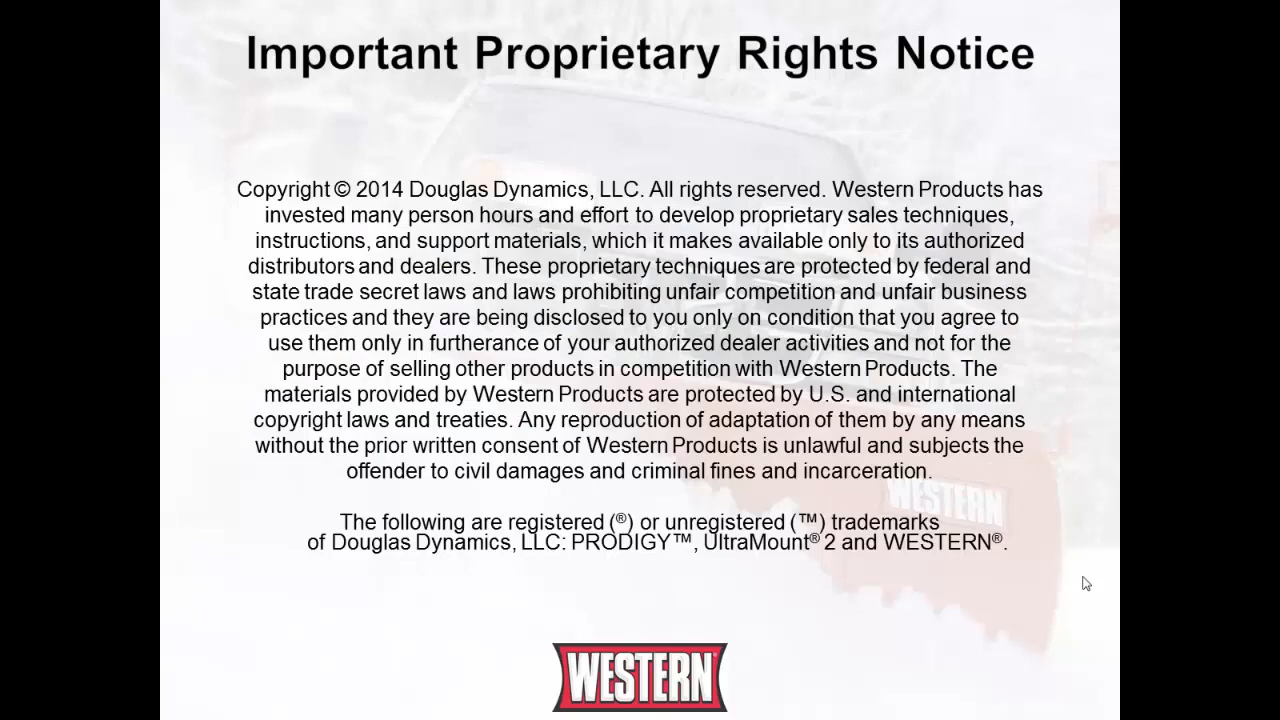 Important Proprietary Rights Notice
Copyright © 2014 Douglas Dynamics, LLC. All rights reserved. Western Products has
invested many person hours and effort to develop proprietary sales techniques,
instructions, and support materials, which it makes available only to its authorized
distributors and dealers. These proprietary techniques are protected by federal and
state trade secret laws and laws prohibiting unfair competition and unfair business
practices and they are being disclosed to you only on condition that you agree to
use them only in furtherance of your authorized dealer activities and not for the
purpose of selling other products in competition with Western Products. The
materials provided by Western Products are protected by U.S. and international
copyright laws and treaties. Any reproduction of adaptation of them by any means
without the prior written consent of Western Products is unlawful and subjects the
offender to civil damages and criminal fines and incarceration.
WESTERN
The following are registered (®) or unregistered (™) trademarks
of Douglas Dynamics, LLC: PRODIGY™, UltraMount® 2 and WESTERN®.
WESTERN